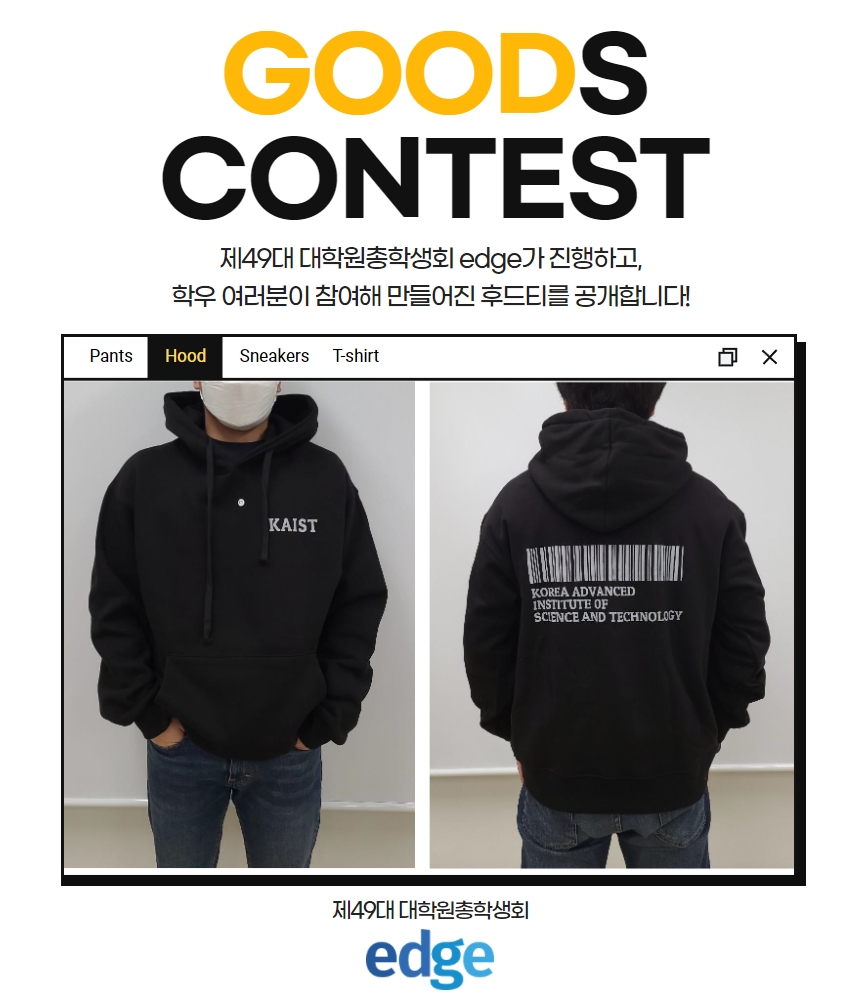 GOODS
CONTEST
제49대 대학원총학생회 edge가 진행하고,
학우 여러분이 참여해 만들어진 후드티를 공개합니다!
Pants Hood Sneakers T-shirt
KAIST
KOREA ADVANCED
INSTITUTE OF
SCIENCE AND TECHNOLOGY
제49대 대학원총학생회
edge